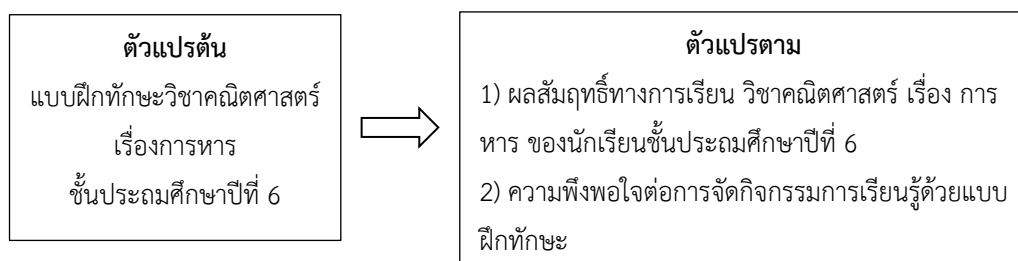 ตัวแปรต้น
แบบฝึกทักษะวิชาคณิตศาสตร์
เรื่องการหาร
ชั้นประถมศึกษาปีที่ 6
ตัวแปรตาม
1) ผลสัมฤทธิ์ทางการเรียน วิชาคณิตศาสตร์ เรื่อง การ
หาร ของนักเรียนชั้นประถมศึกษาปีที่ 6
2) ความพึงพอใจต่อการจัดกิจกรรมการเรียนรู้ด้วยแบบ
ฝึกทักษะ